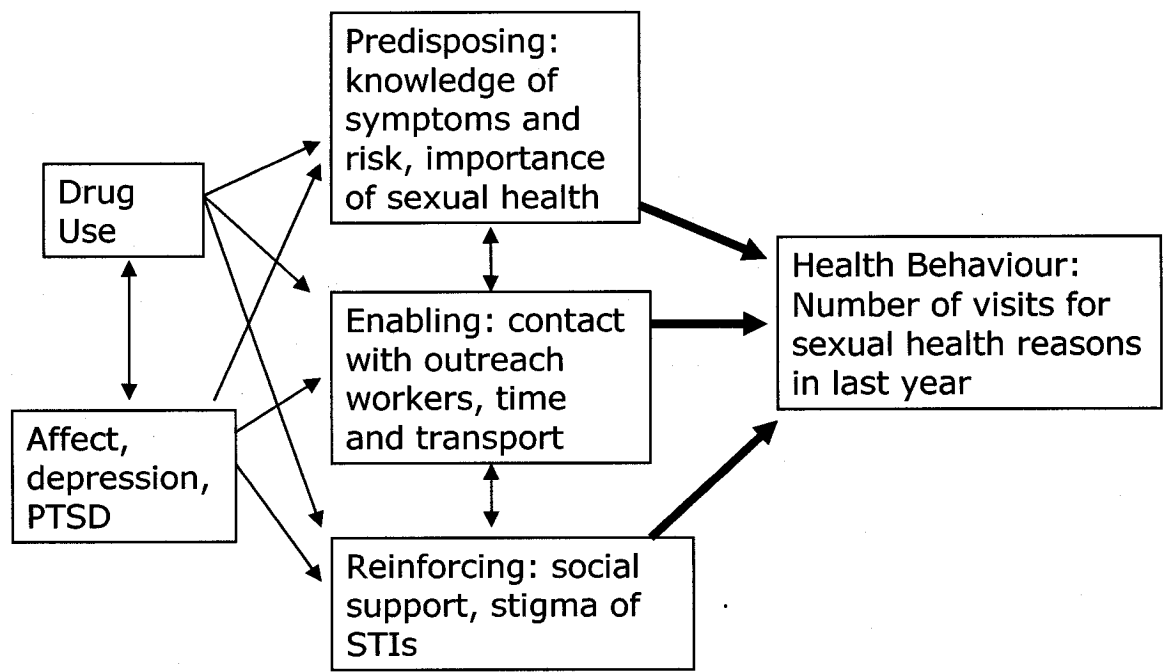 Predisposing:
knowledge of
symptoms and
risk, importance
of sexual health
Drug
Use
Health Behaviour:
Number of visits for
sexual health reasons
in last year
Enabling: contact
with outreach
workers, time
and transport
Affect,
depression,
PTSD
Reinforcing: social
support, stigma of
STIs